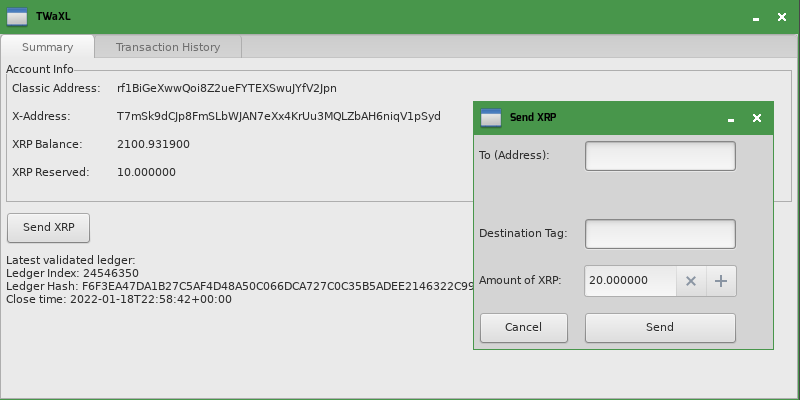 TWaXL
Summary
Transaction History
Account Info
Classic Address: rf1BiGeXwwQoi8Z2ueFYTEXSwuJYfV2Jpn
X-Address: T7mSk9dCJp8FmSLbWJAN7eXx4KrUu3MQLZbAH6niqV1pSyd
XRP Balance: 2100.931900
XRP Reserved: 10.000000
Send XRP
Latest validated ledger:
Ledger Index: 24546350
Ledger Hash: F6F3EA47DA1B27C5AF4D48A50C066DCA727C0C35B5ADEE2146322C99
Close time: 2022-01-18T22:58:42+00:00
Send XRP
To (Address):
Destination Tag:
Amount of XRP: 20.000000
Cancel
Send